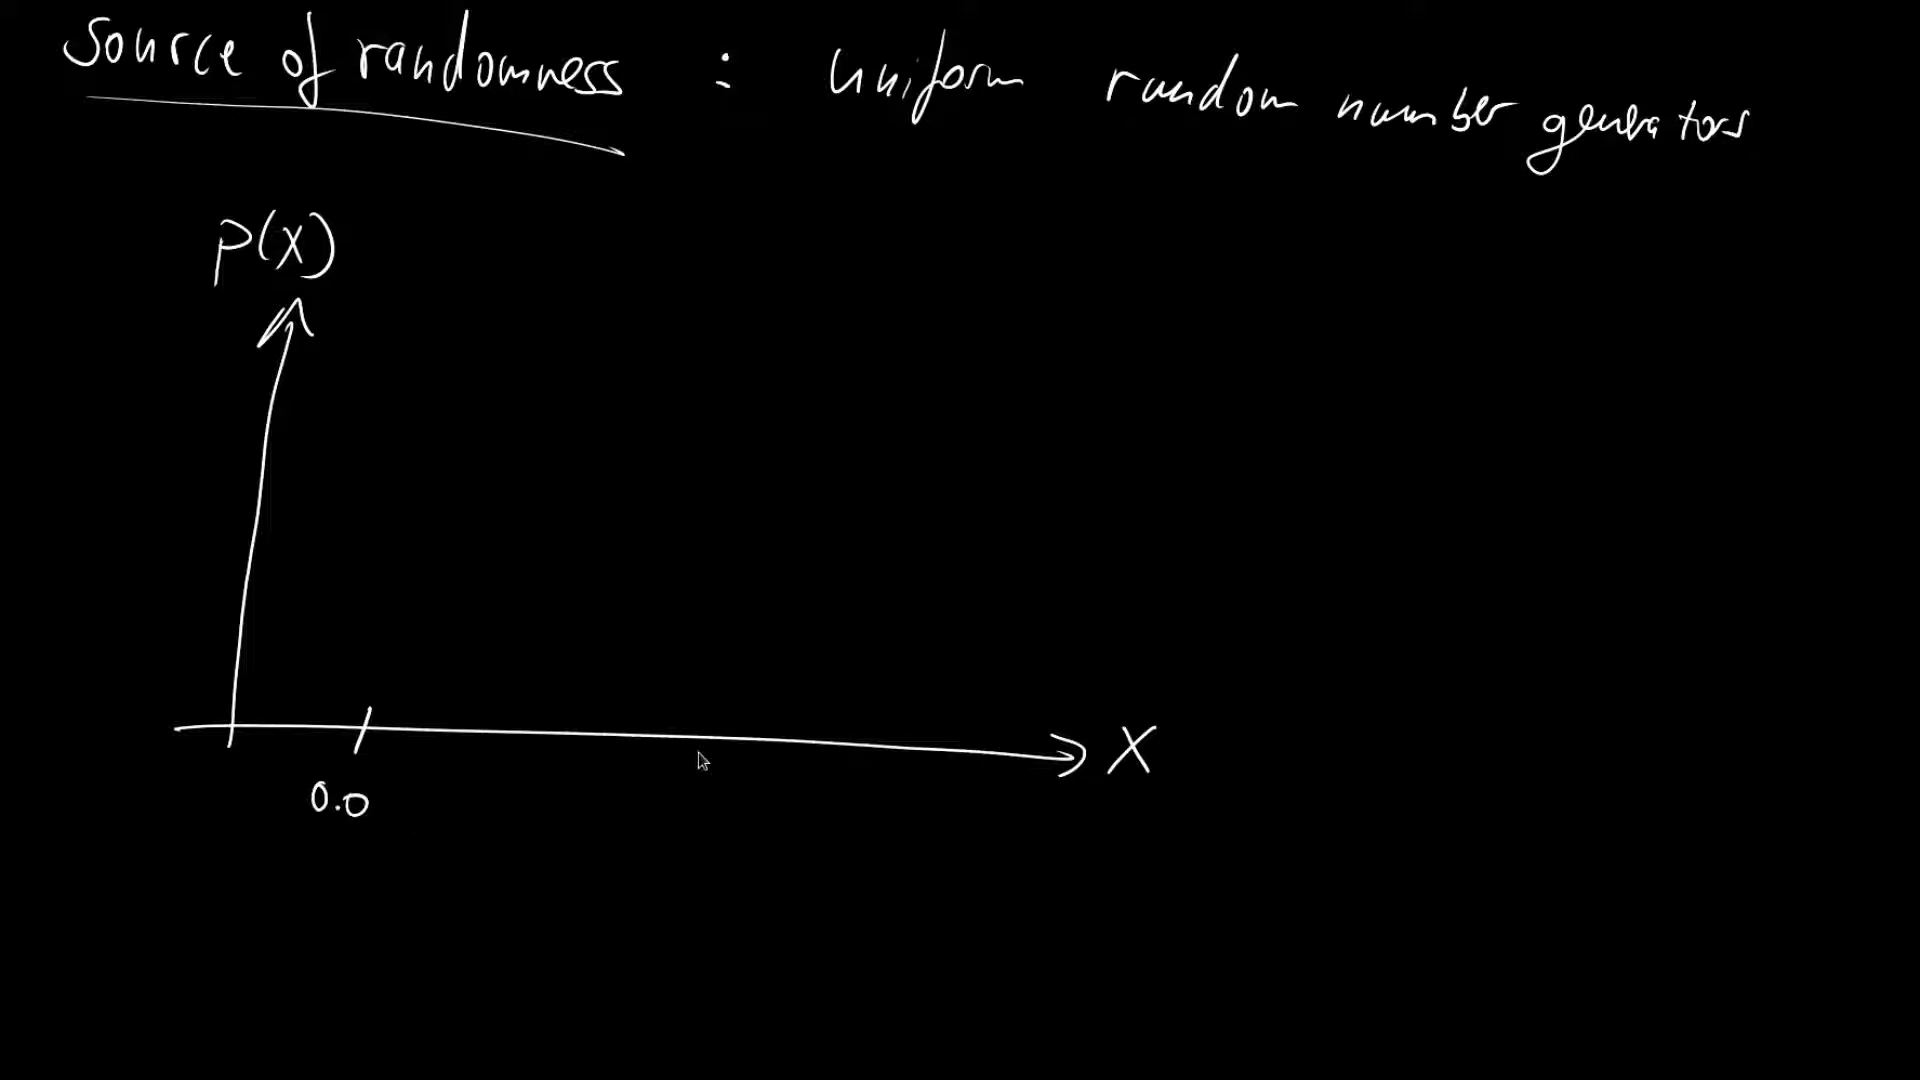 Source of randomness : uniform random number generators
P(X)
X
0.0